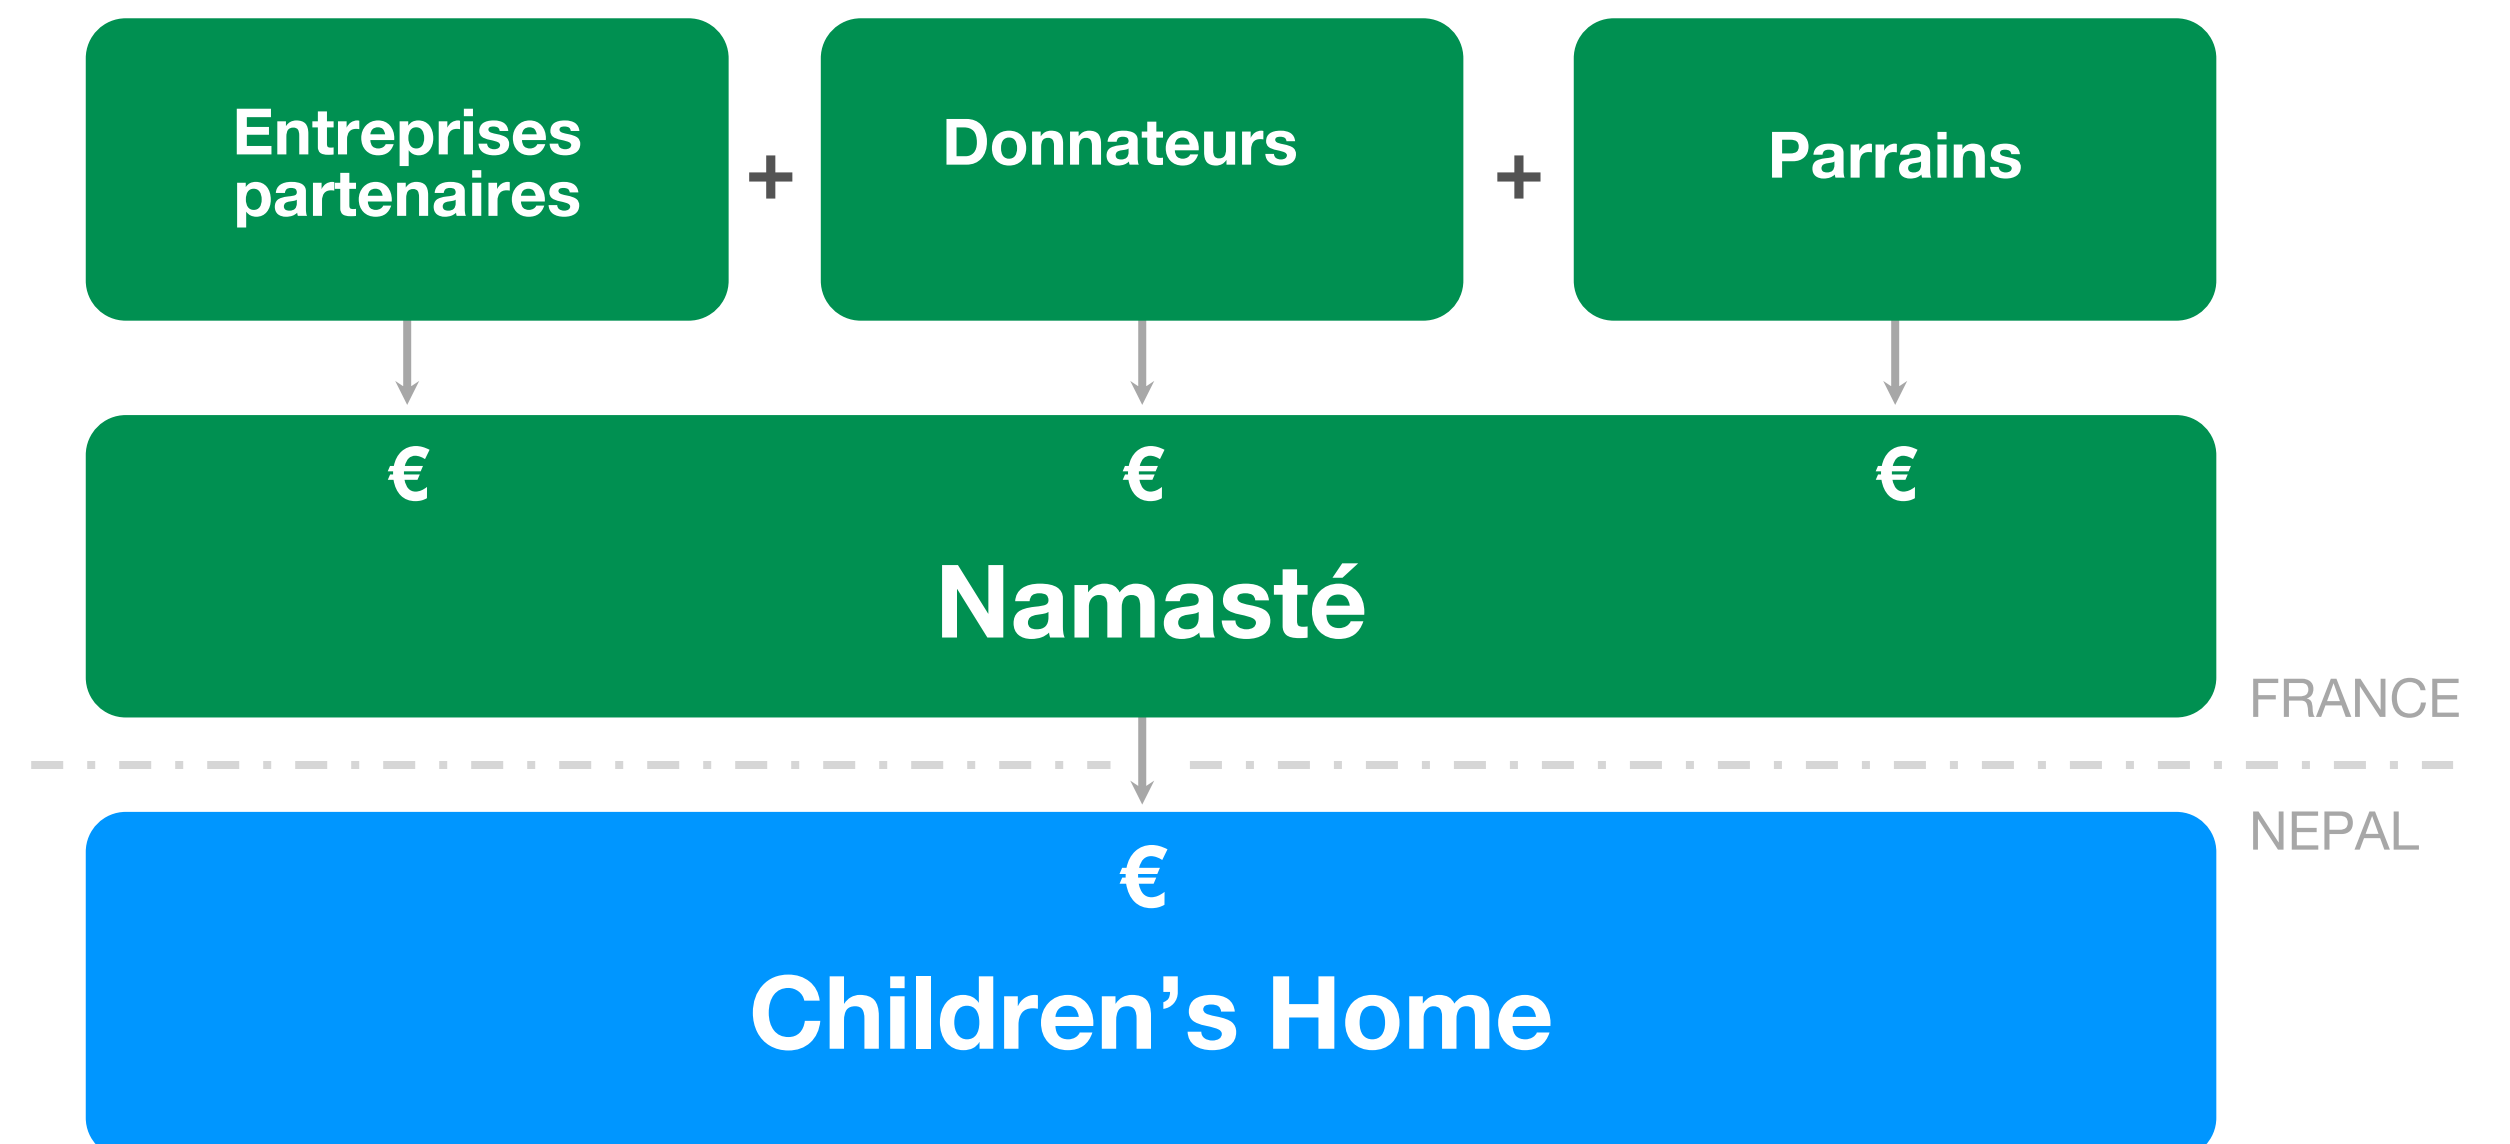 Entreprises
partenaires
+
Donnateurs
+
Parrains
€
€
€
Namasté
FRANCE
NEPAL
€
Children’s Home